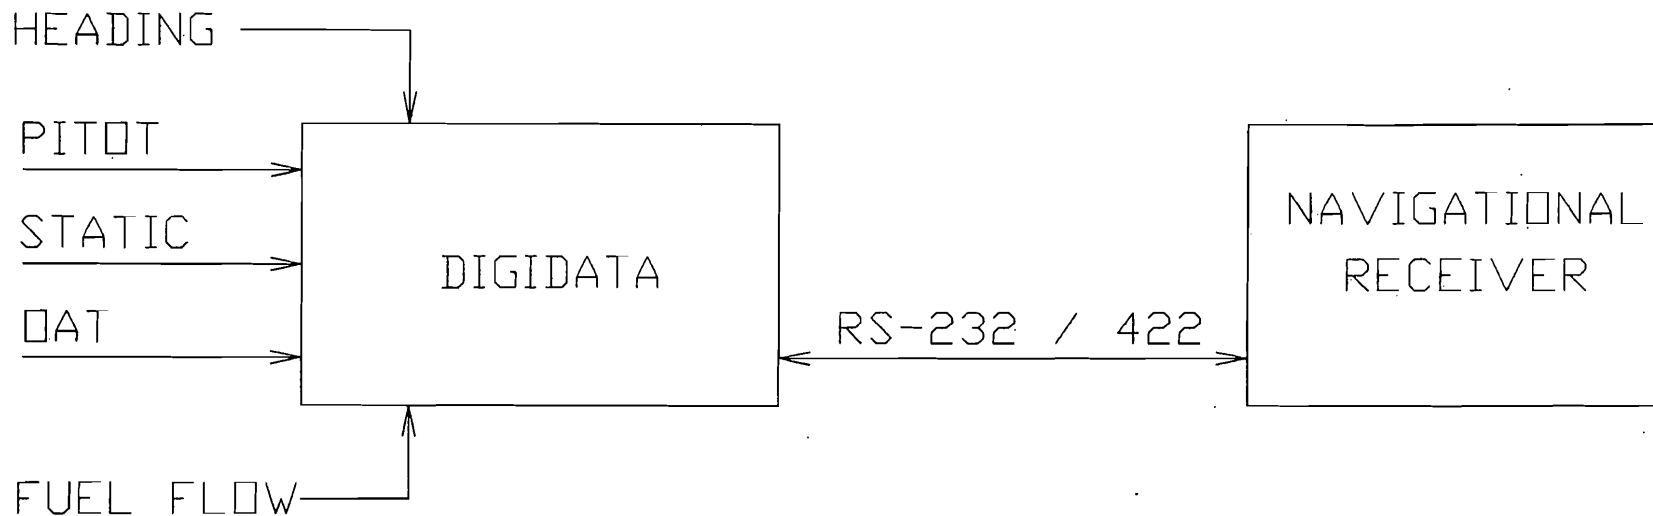 HEADING
PITOT
STATIC
OAT
FUEL FLOW
DIGIDATA
RS-232 / 422
NAVIGATIONAL
RECEIVER